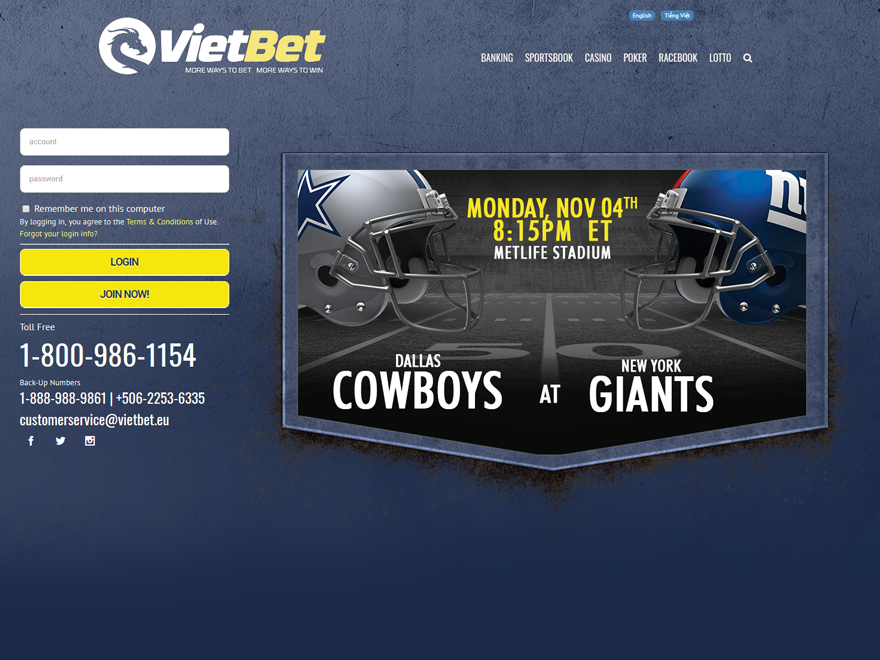 English Tiếng Việt
VietBet
MORE WAYS TO BET MORE WAYS TO WIN
BANKING SPORTSBOOK CASINO POKER RACEBOOK LOTTO
account
password
Remember me on this computer
By logging in, you agree to the Terms & Conditions of Use.
Forgot your login info?
LOGIN
JOIN NOW!
Toll Free
1-800-986-1154
Back-Up Numbers
1-888-988-9861 | +506-2253-6335
customerservice@vietbet.eu
MONDAY, NOV 04TH
8:15PM ET
METLIFE STADIUM
50
DALLAS
COWBOYS
AT
NEW YORK
GIANTS
ny